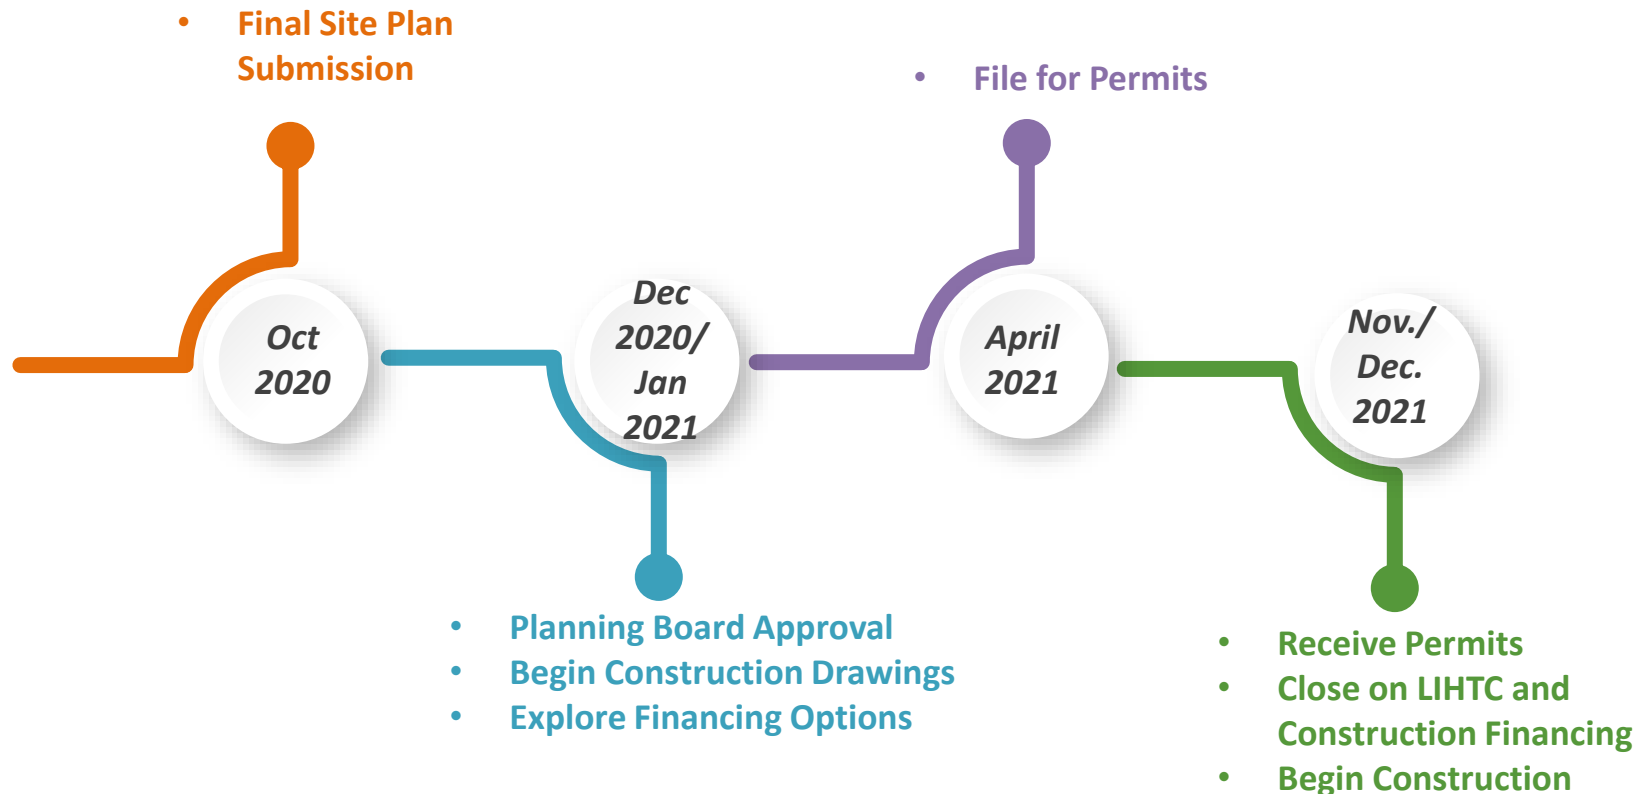 • Final Site Plan
Submission
• File for Permits
Oct
2020
Dec
2020/
Jan
2021
April
2021
Nov./
Dec.
2021
• Planning Board Approval
• Begin Construction Drawings
• Explore Financing Options
• Receive Permits
• Close on LIHTC and
Construction Financing
• Begin Construction